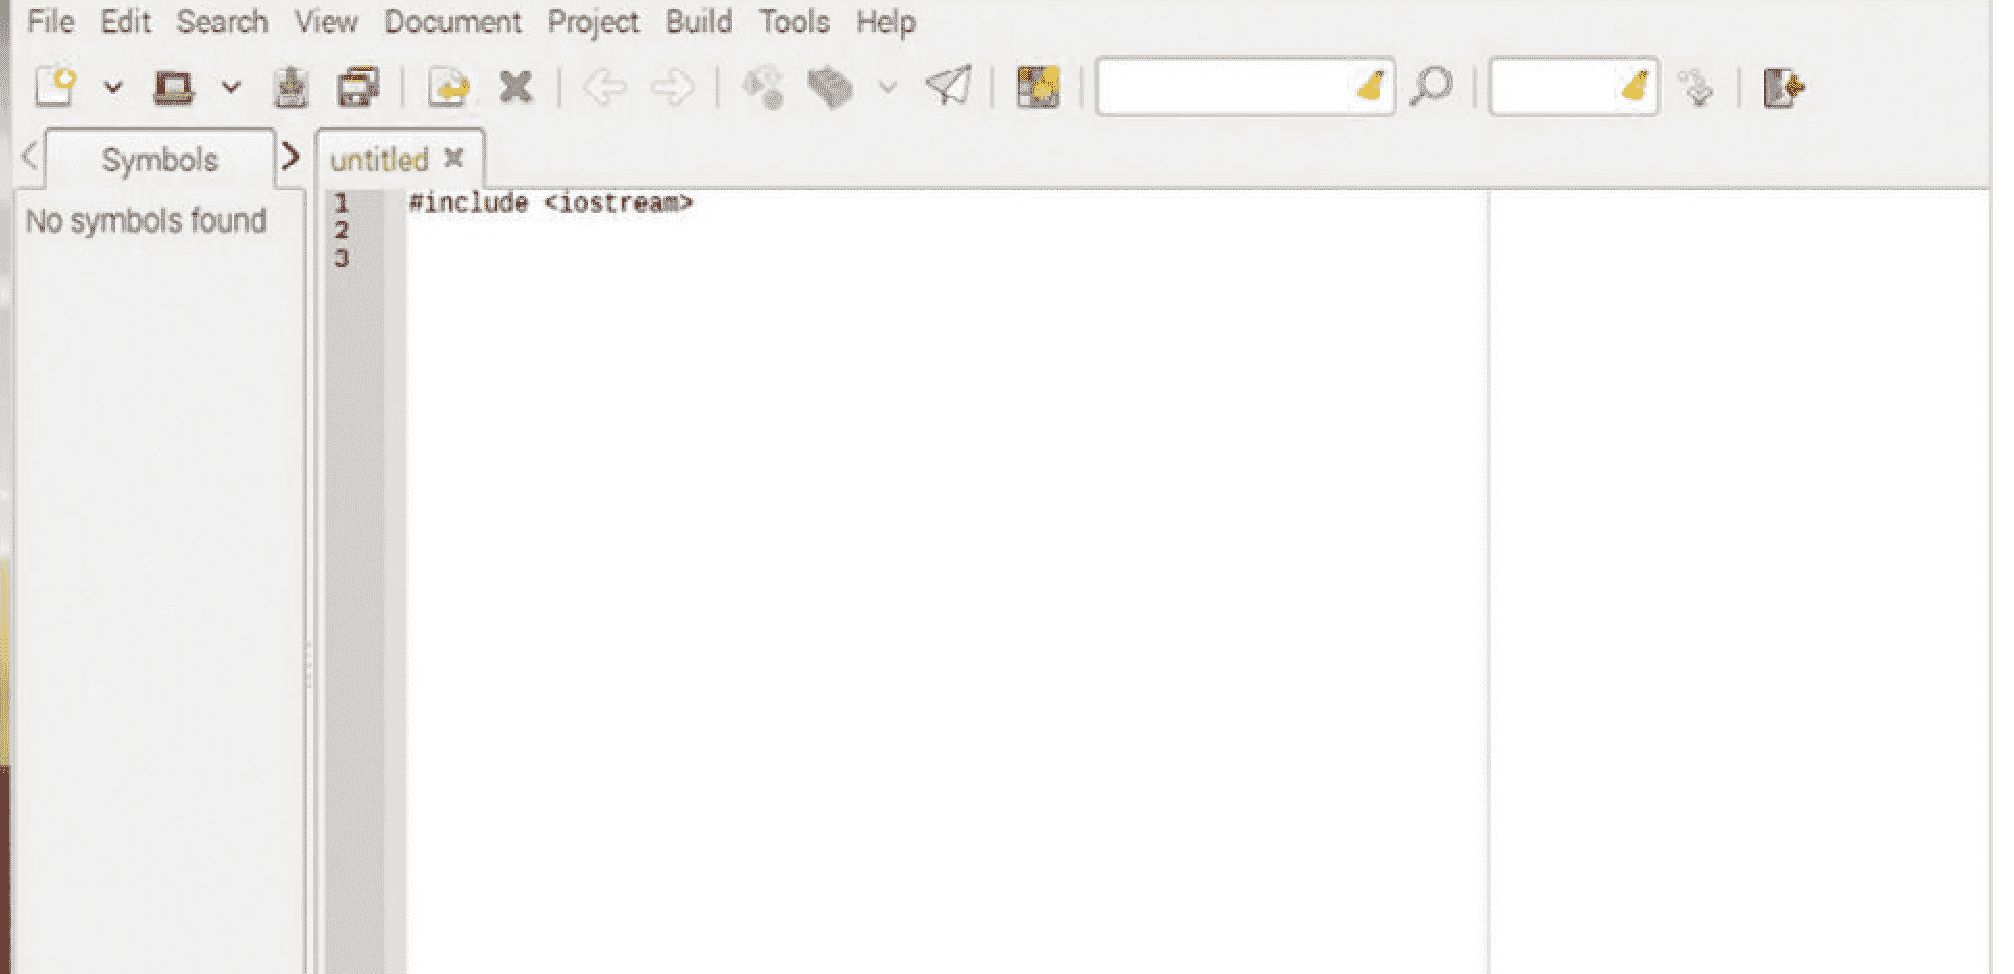 File Edit Search View Document Project Build Tools Help
Symbols
untitled
No symbols found
1 #include <iostream>
2
3